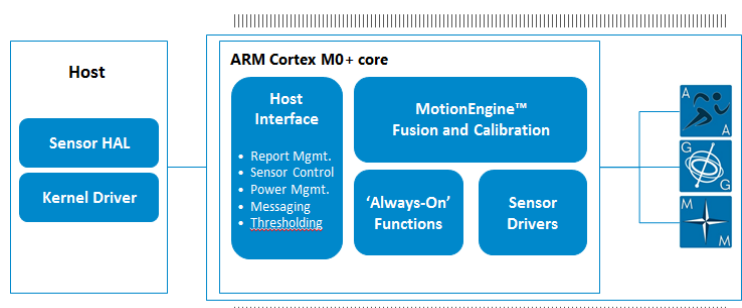 Host
Sensor HAL
Kernel Driver
ARM Cortex M0+ core
Host
Interface
• Report Mgmt.
• Sensor Control
• Power Mgmt.
• Messaging
• Thresholding
MotionEngine™
Fusion and Calibration
‘Always-On’
Functions
Sensor
Drivers
A
A
G
G
M
M